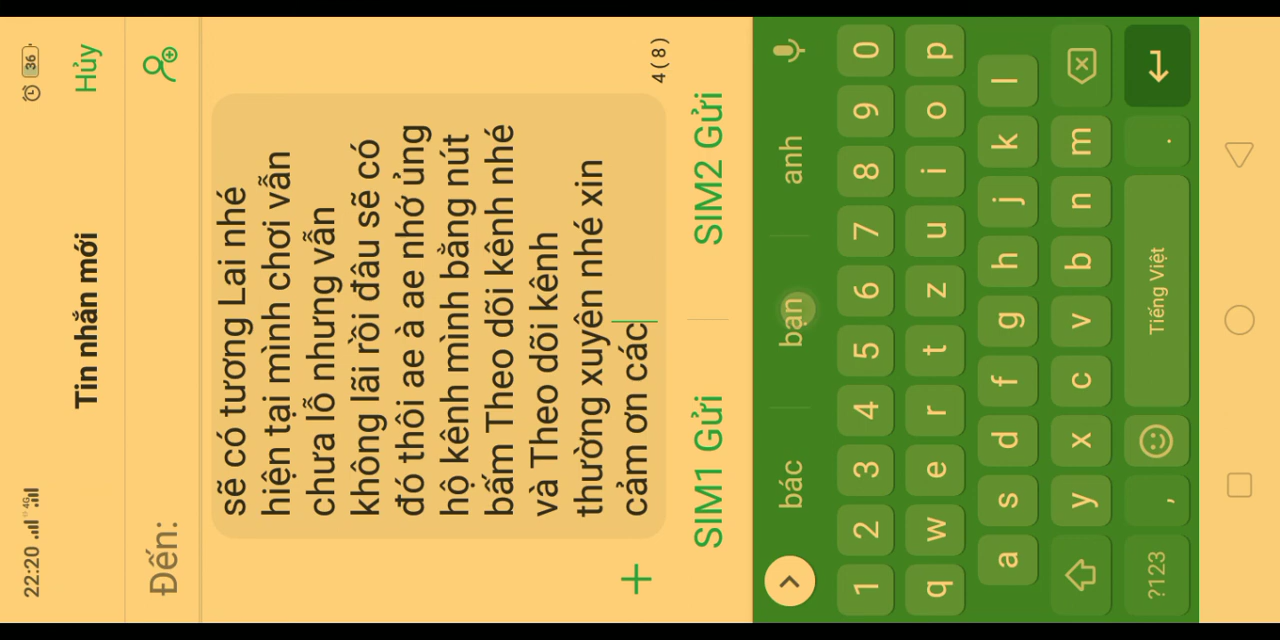 22:20 4G 36
Tin nhắn mới
Hủy
Đến:
sẽ có tương Lai nhé
hiện tại mình chơi vẫn
chưa lỗ nhưng vẫn
không lãi rồi đâu sẽ có
đó thôi ae à ae nhớ ủng
hộ kênh mình bằng nút
bấm Theo dõi kênh nhé
và Theo dõi kênh
thường xuyên nhé xin
cảm ơn các
4 ( 8 )
SIM1 Gửi SIM2 Gửi
bác bạn anh
1 2 3 4 5 6 7 8 9 0
q w e r t z u i o p
a s d f g h j k l
y x c v b n m
?123 , Tiếng Việt .